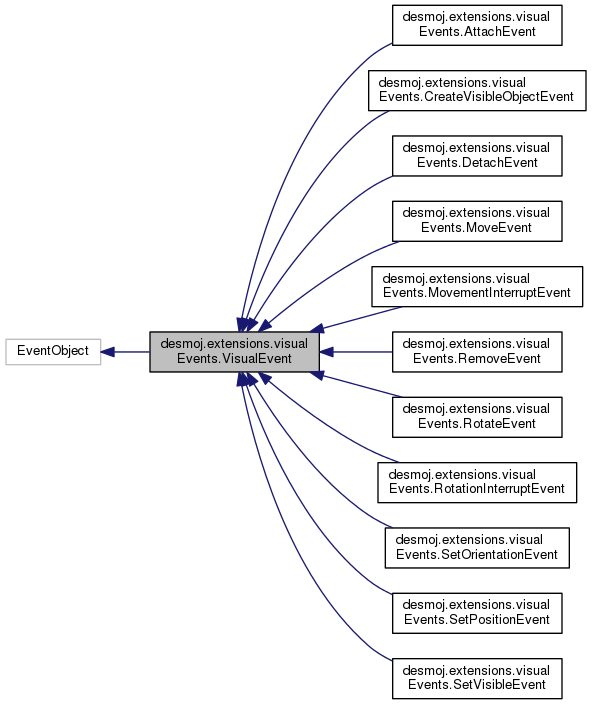 desmoj.extensions.visual
Events.AttachEvent
desmoj.extensions.visual
Events.CreateVisibleObjectEvent
desmoj.extensions.visual
Events.DetachEvent
desmoj.extensions.visual
Events.MoveEvent
desmoj.extensions.visual
Events.MovementInterruptEvent
EventObject
desmoj.extensions.visual
Events.VisualEvent
desmoj.extensions.visual
Events.RemoveEvent
desmoj.extensions.visual
Events.RotateEvent
desmoj.extensions.visual
Events.RotationInterruptEvent
desmoj.extensions.visual
Events.SetOrientationEvent
desmoj.extensions.visual
Events.SetPositionEvent
desmoj.extensions.visual
Events.SetVisibleEvent